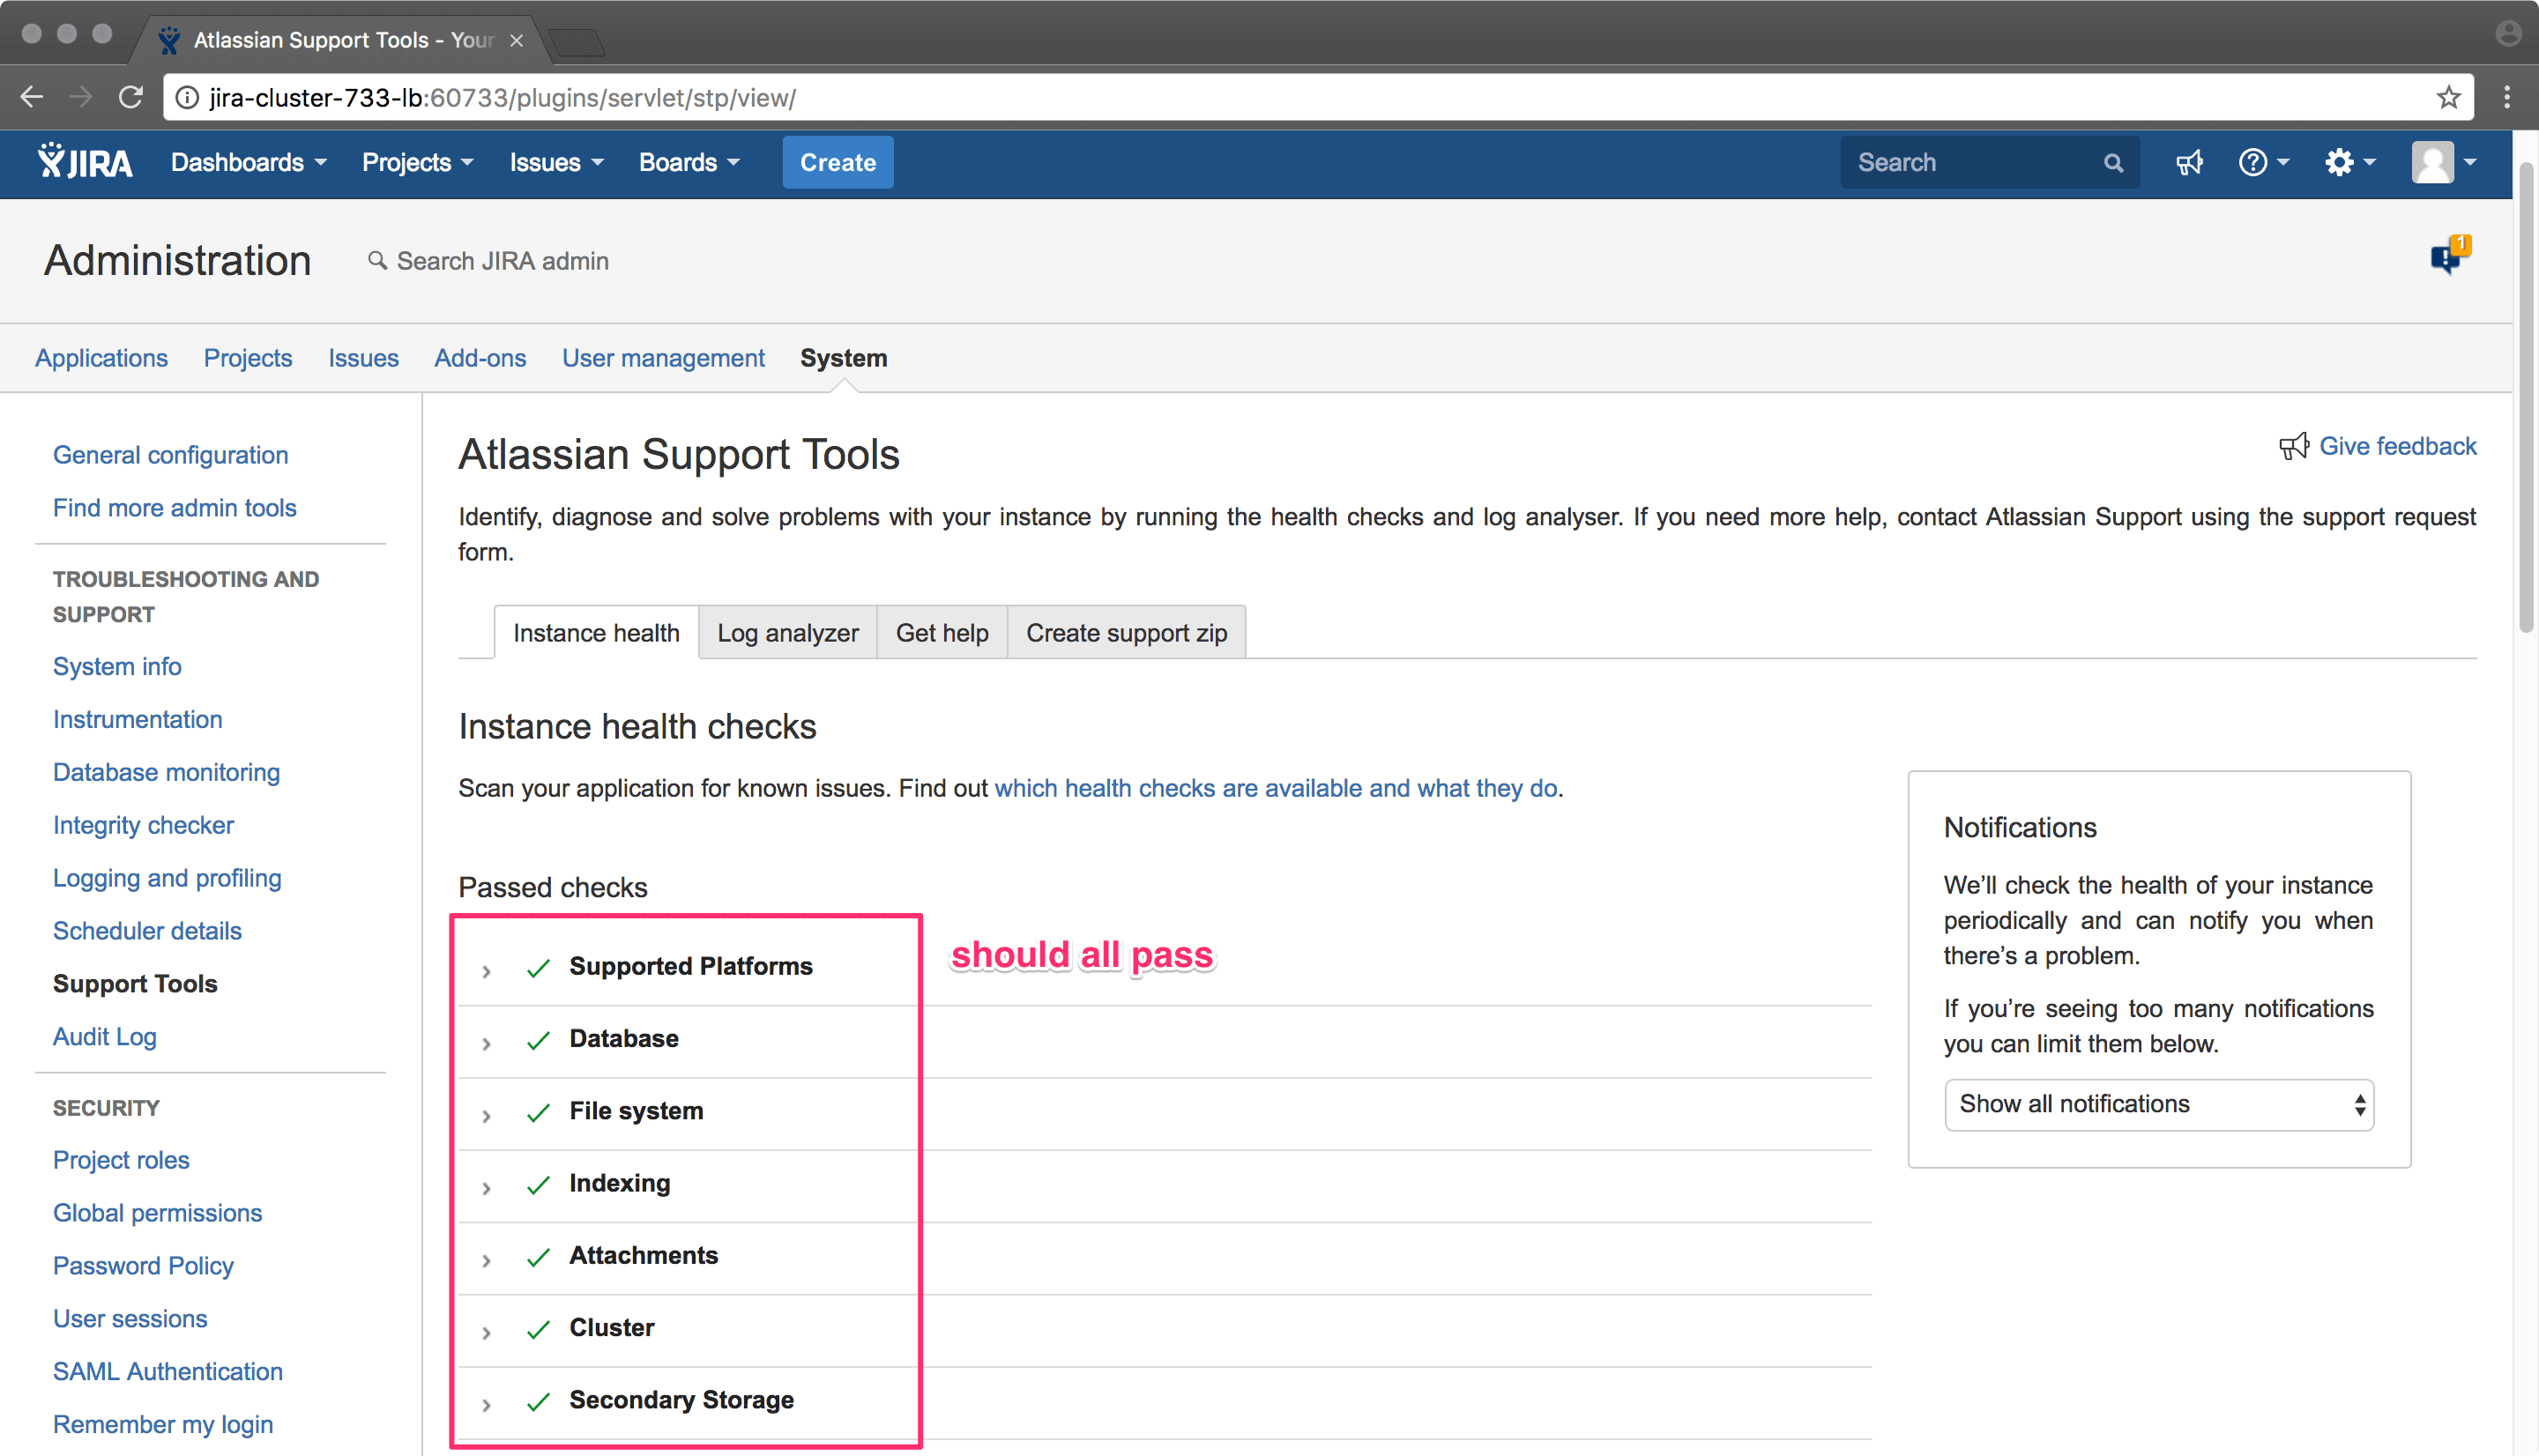 Atlassian Support Tools - Your
jira-cluster-733-lb:60733/plugins/servlet/stp/view/
JIRA Dashboards Projects Issues Boards Create Search
Administration Search JIRA admin 1
Applications Projects Issues Add-ons User management System
General configuration
Find more admin tools
TROUBLESHOOTING AND
SUPPORT
System info
Instrumentation
Database monitoring
Integrity checker
Logging and profiling
Scheduler details
Support Tools
Audit Log
SECURITY
Project roles
Global permissions
Password Policy
User sessions
SAML Authentication
Remember my login
Atlassian Support Tools
Give feedback
Identify, diagnose and solve problems with your instance by running the health checks and log analyser. If you need more help, contact Atlassian Support using the support request
form.
Instance health Log analyzer Get help Create support zip
Instance health checks
Scan your application for known issues. Find out which health checks are available and what they do.
Passed checks
Supported Platforms
should all pass
Database
File system
Indexing
Attachments
Cluster
Secondary Storage
Notifications
We’ll check the health of your instance
periodically and can notify you when
there’s a problem.
If you’re seeing too many notifications
you can limit them below.
Show all notifications